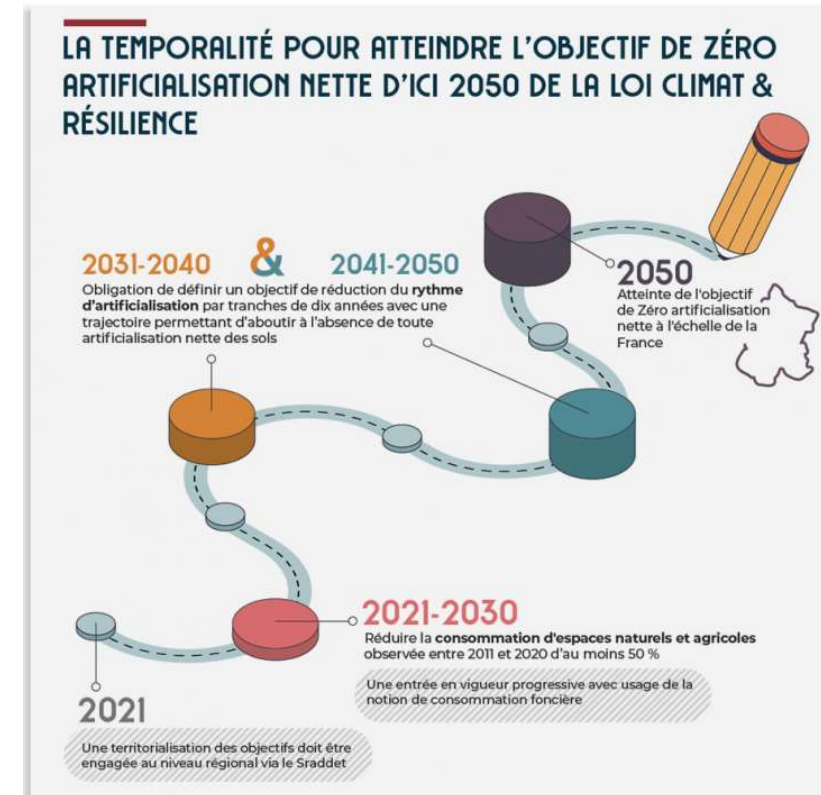 LA TEMPORALITÉ POUR ATTEINDRE L'OBJECTIF DE ZÉRO
ARTIFICIALISATION NETTE D'ICI 2050 DE LA LOI CLIMAT &
RÉSILIENCE
2031-2040 & 2041-2050
Obligation de définir un objectif de réduction du rythme
d'artificialisation par tranches de dix années avec une
trajectoire permettant d'aboutir à l'absence de toute
artificialisation nette des sols
2050
Atteinte de l'objectif
de Zéro artificialisation
nette à l'échelle de la
France
2021-2030
Réduire la consommation d'espaces naturels et agricoles
observée entre 2011 et 2020 d'au moins 50 %
Une entrée en vigueur progressive avec usage de la
notion de consommation foncière
2021
Une territorialisation des objectifs doit être
engagée au niveau régional via le Sraddet